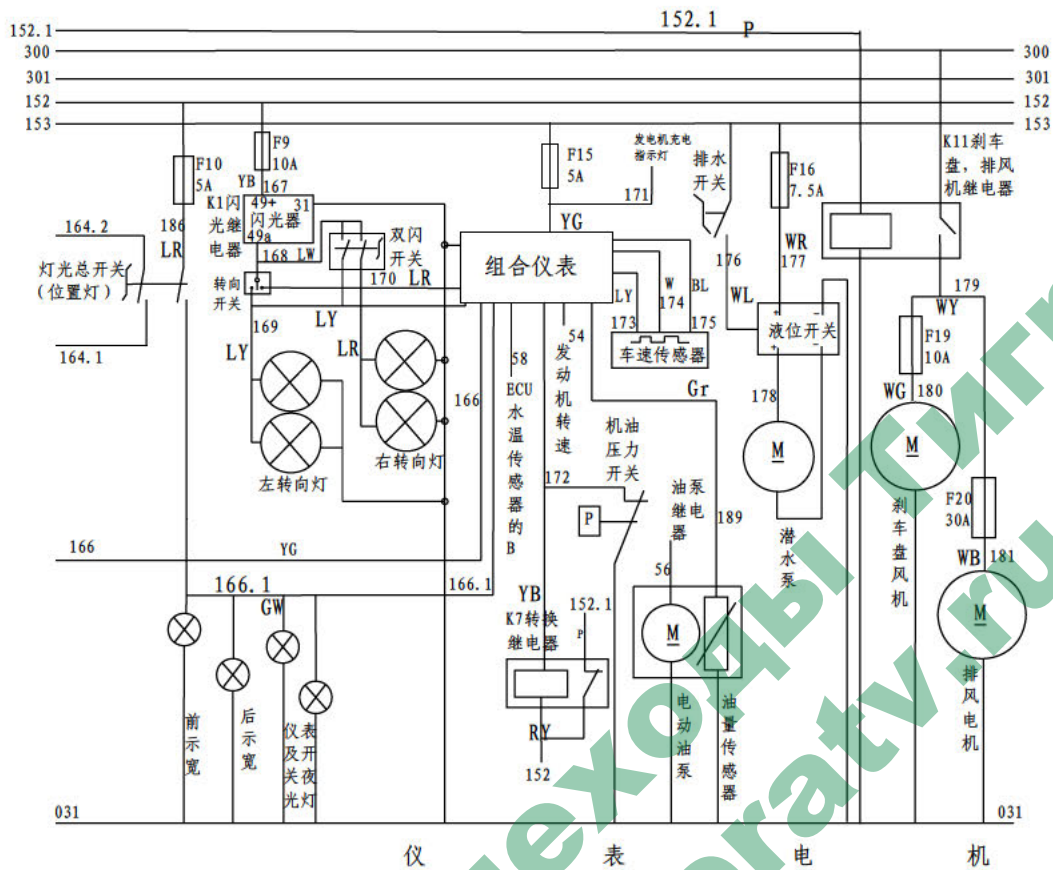 152.1 P
152.1
300 300
301 301
152 152
153 153
F10
5A
F9
10A
YB
167
K1闪
光继
电器
49+ 31
闪光器
49a
186
LR
164.2
灯光总开关
(位置灯)
164.1
168 LW
转向
开关
双闪
开关
170 LR
LY
169
LY
LR
左转向灯
右转向灯
166
F15
5A
发电机充电
指示灯
171
YG
组合仪表
LY
W
174
BL
173 175
车速传感器
排水
开关
176
WL
F16
7.5A
WR
177
+ −
液位开关
+ −
178
M
潜水泵
K11刹车
盘, 排风
机继电器
179
WY
F19
10A
WG 180
M
刹车盘风机
F20
30A
WB 181
M
排风电机
58
ECU水温传感器的B
54
发动机转速
172
机油
压力
开关
P
Gr
油泵
继电器
189
56
M
电动油泵
油量传感器
YB
K7转换
继电器
152.1
P
RY
152
166 YG
166.1 166.1
GW
前示宽
后示宽
仪表及开关夜光灯
031 031
仪 表 电 机
леходы Тигр
oratv.ru